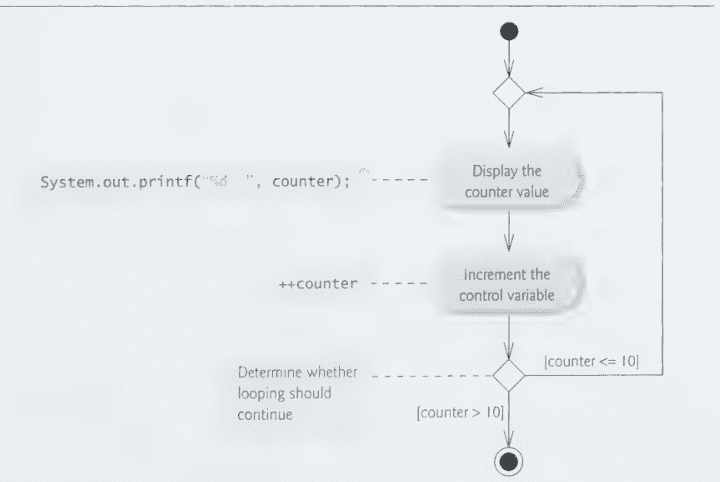 Display the
counter value
System.out.printf("%d  ", counter);
Increment the
control variable
++counter
Determine whether
looping should
continue
[counter <= 10]
[counter > 10]